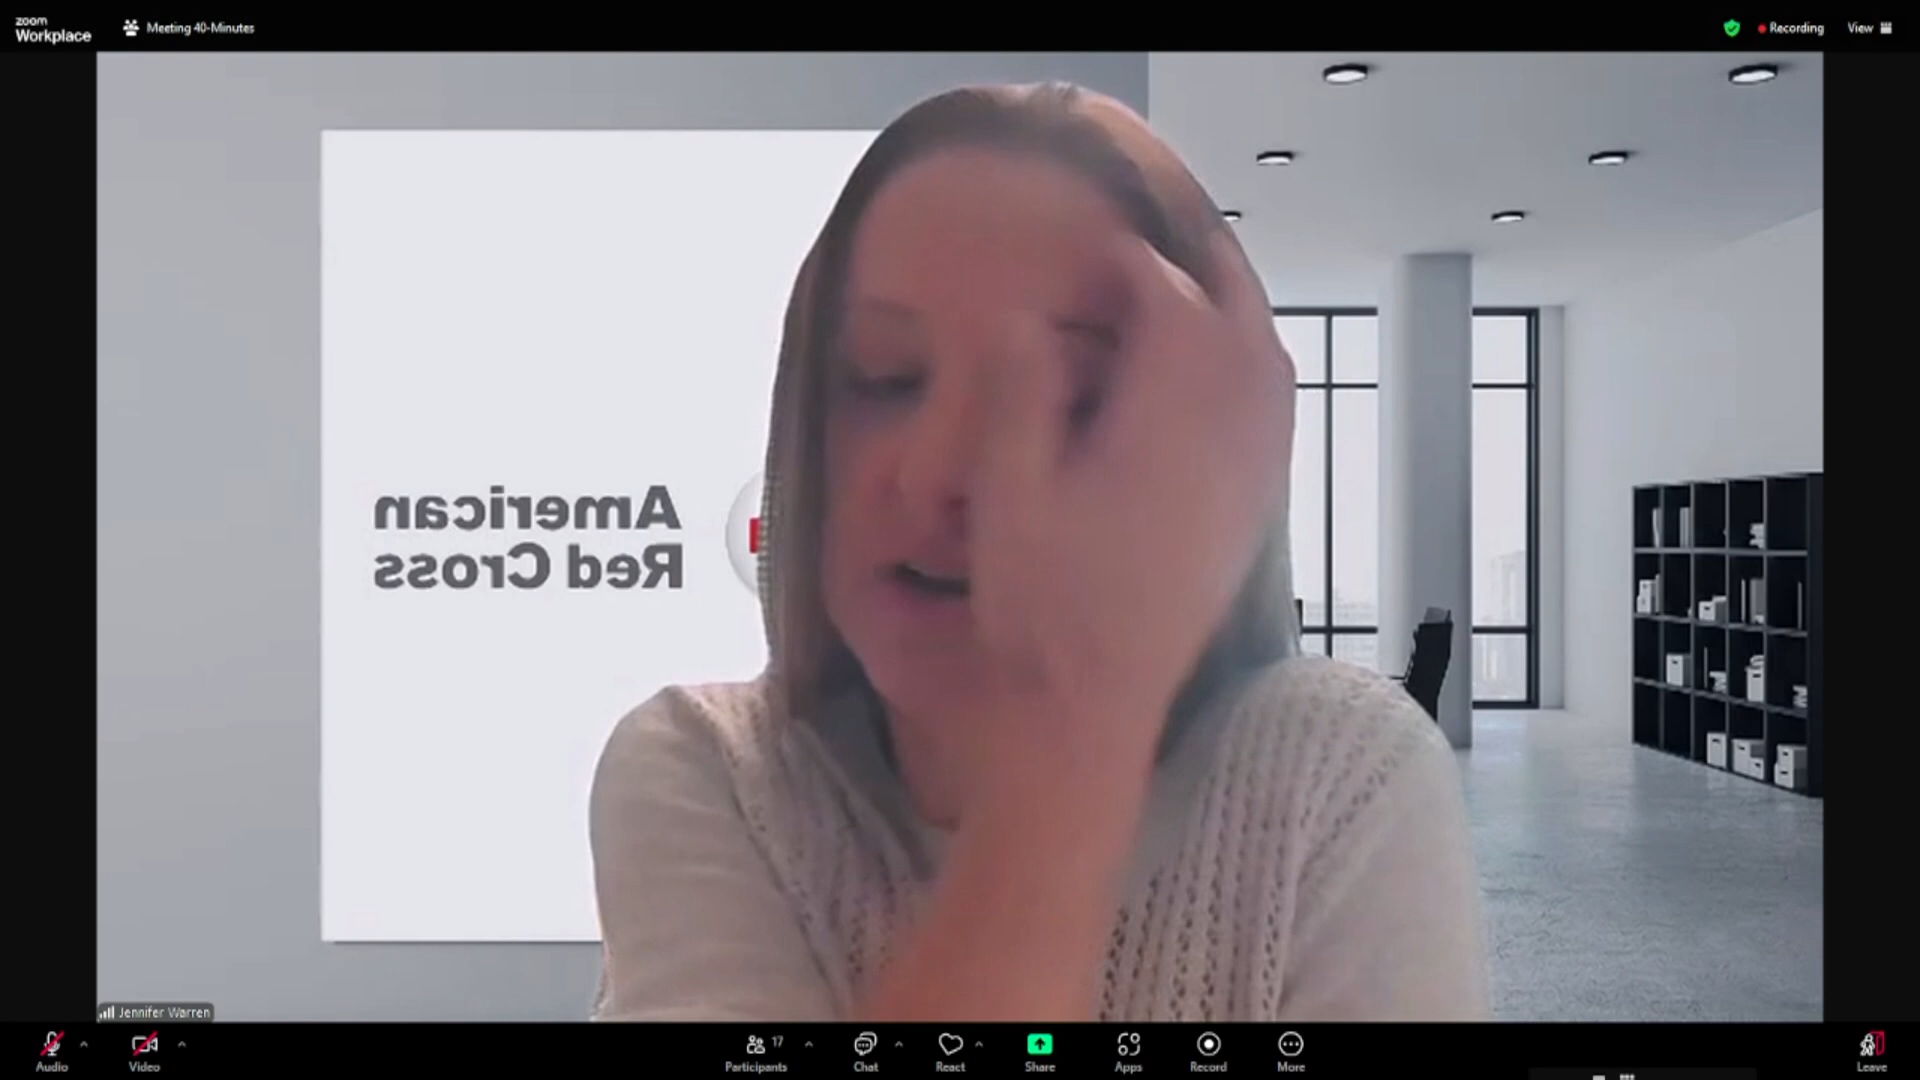 zoom
Workplace
Meeting 40-Minutes
Recording
View
American
Red Cross
Jennifer Warren
Audio
Video
17
Participants
Chat
React
Share
Apps
Record
More
Leave